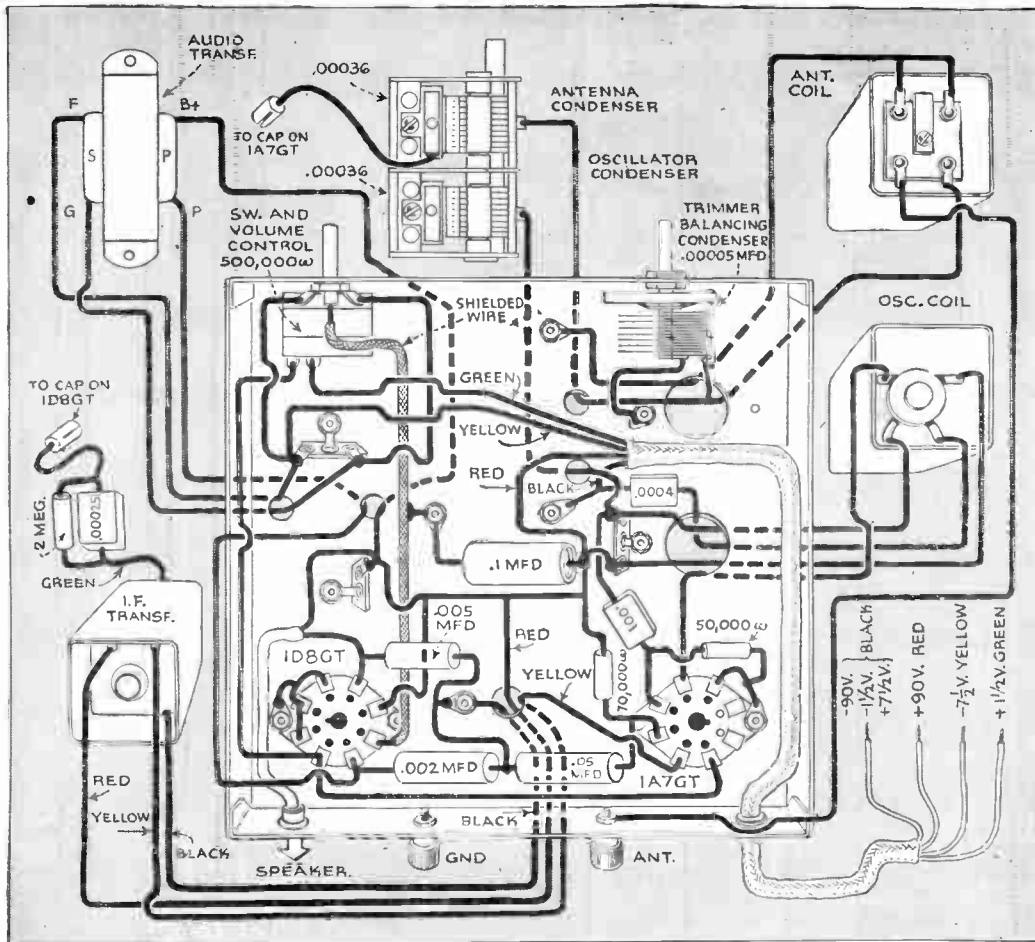 AUDIO
TRANSF.
F
B+
S
P
G
P
.00036
TO CAP ON
1A7GT
.00036
ANTENNA
CONDENSER
OSCILLATOR
CONDENSER
ANT.
COIL
TRIMMER
BALANCING
CONDENSER
.00005 MFD
SW. AND
VOLUME
CONTROL
500,000ω
SHIELDED
WIRE
OSC. COIL
TO CAP ON
1D8GT
GREEN
YELLOW
RED
BLACK
.0004
2 MEG.
.00025
GREEN
.1 MFD
I.F.
TRANSF.
.005
MFD
.001
50,000ω
1D8GT
RED
YELLOW
70,000ω
-90V.
-1½V.
+7½V.
} BLACK
+90V. RED
-7½V. YELLOW
+1½V. GREEN
.002 MFD
.05
MFD
1A7GT
RED
YELLOW
BLACK
BLACK
SPEAKER.
GND
ANT.